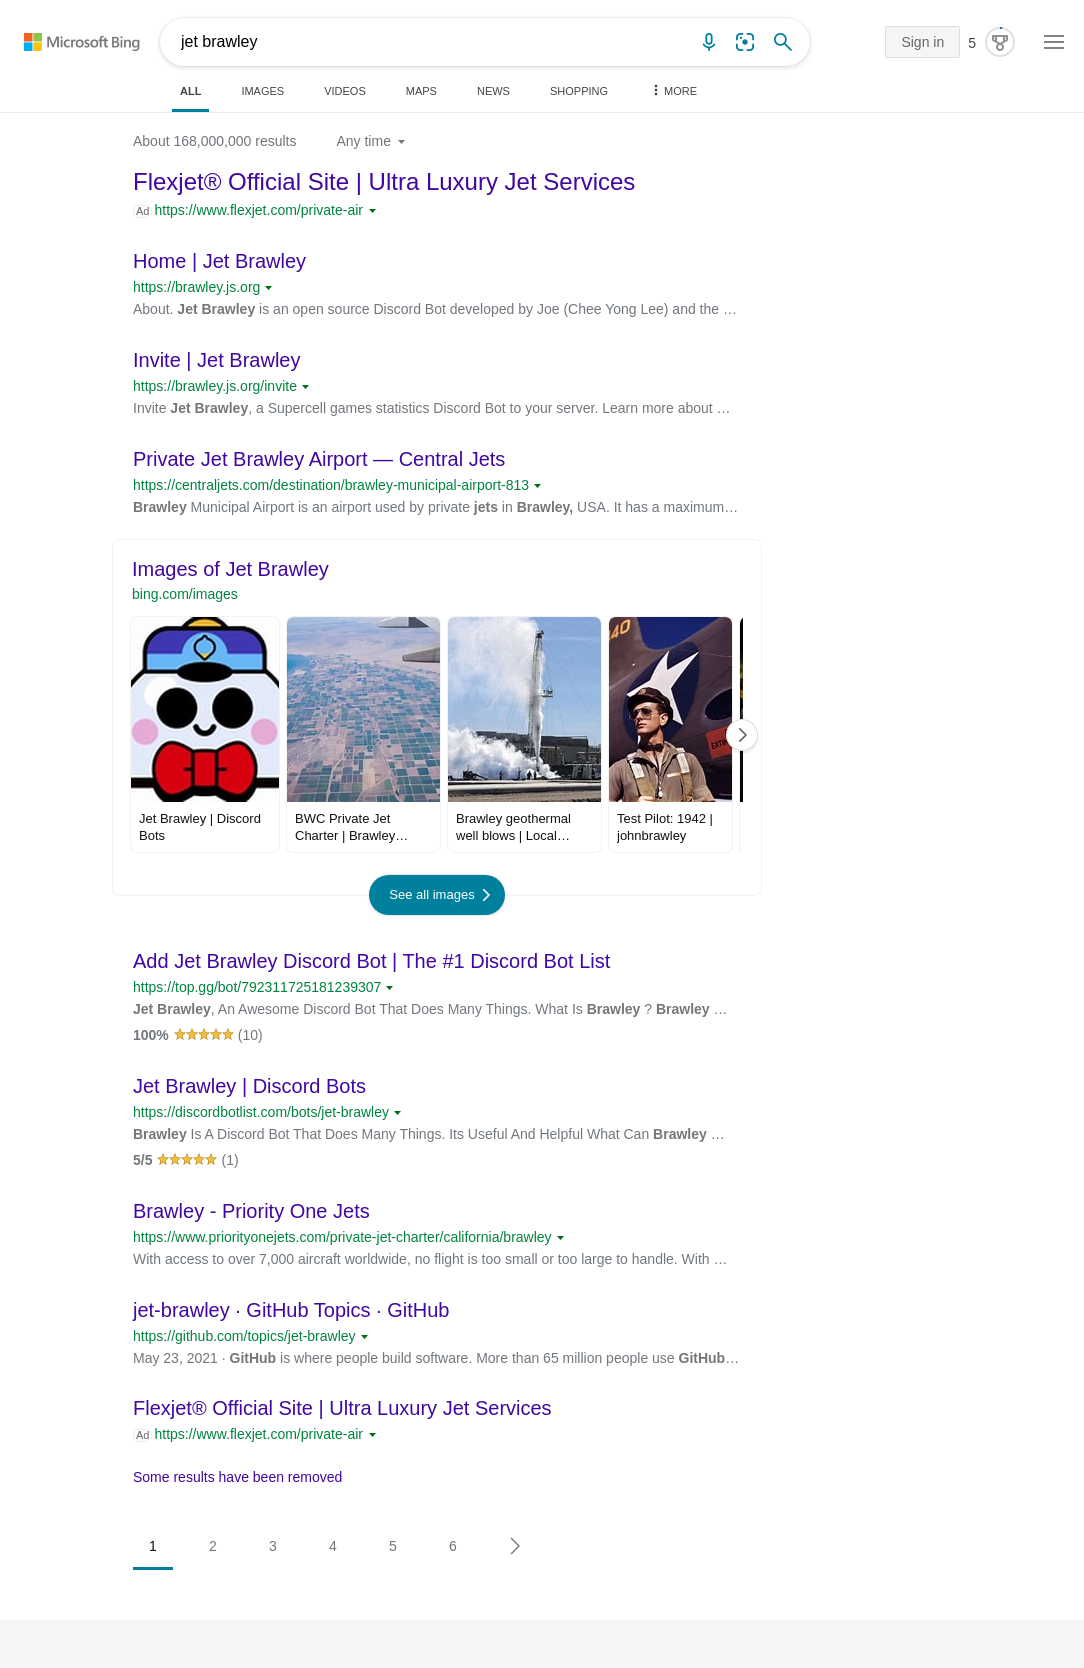 Microsoft Bing
jet brawley
Sign in
5
ALL IMAGES VIDEOS MAPS NEWS SHOPPING MORE
About 168,000,000 results Any time
Flexjet® Official Site | Ultra Luxury Jet Services
Ad https://www.flexjet.com/private-air
Home | Jet Brawley
https://brawley.js.org
About. Jet Brawley is an open source Discord Bot developed by Joe (Chee Yong Lee) and the …
Invite | Jet Brawley
https://brawley.js.org/invite
Invite Jet Brawley, a Supercell games statistics Discord Bot to your server. Learn more about …
Private Jet Brawley Airport — Central Jets
https://centraljets.com/destination/brawley-municipal-airport-813
Brawley Municipal Airport is an airport used by private jets in Brawley, USA. It has a maximum…
Images of Jet Brawley
bing.com/images
40
EXTIN
Jet Brawley | Discord
Bots
BWC Private Jet
Charter | Brawley…
Brawley geothermal
well blows | Local…
Test Pilot: 1942 |
johnbrawley
See all images
Add Jet Brawley Discord Bot | The #1 Discord Bot List
https://top.gg/bot/792311725181239307
Jet Brawley, An Awesome Discord Bot That Does Many Things. What Is Brawley ? Brawley …
100% (10)
Jet Brawley | Discord Bots
https://discordbotlist.com/bots/jet-brawley
Brawley Is A Discord Bot That Does Many Things. Its Useful And Helpful What Can Brawley …
5/5 (1)
Brawley - Priority One Jets
https://www.priorityonejets.com/private-jet-charter/california/brawley
With access to over 7,000 aircraft worldwide, no flight is too small or too large to handle. With …
jet-brawley · GitHub Topics · GitHub
https://github.com/topics/jet-brawley
May 23, 2021 · GitHub is where people build software. More than 65 million people use GitHub…
Flexjet® Official Site | Ultra Luxury Jet Services
Ad https://www.flexjet.com/private-air
Some results have been removed
1 2 3 4 5 6